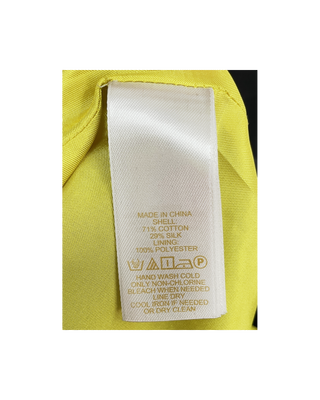 MADE IN CHINA
SHELL:
71% COTTON
29% SILK
LINING:
100% POLYESTER
P
HAND WASH COLD
ONLY NON-CHLORINE
BLEACH WHEN NEEDED
LINE DRY
COOL IRON IF NEEDED
OR DRY CLEAN